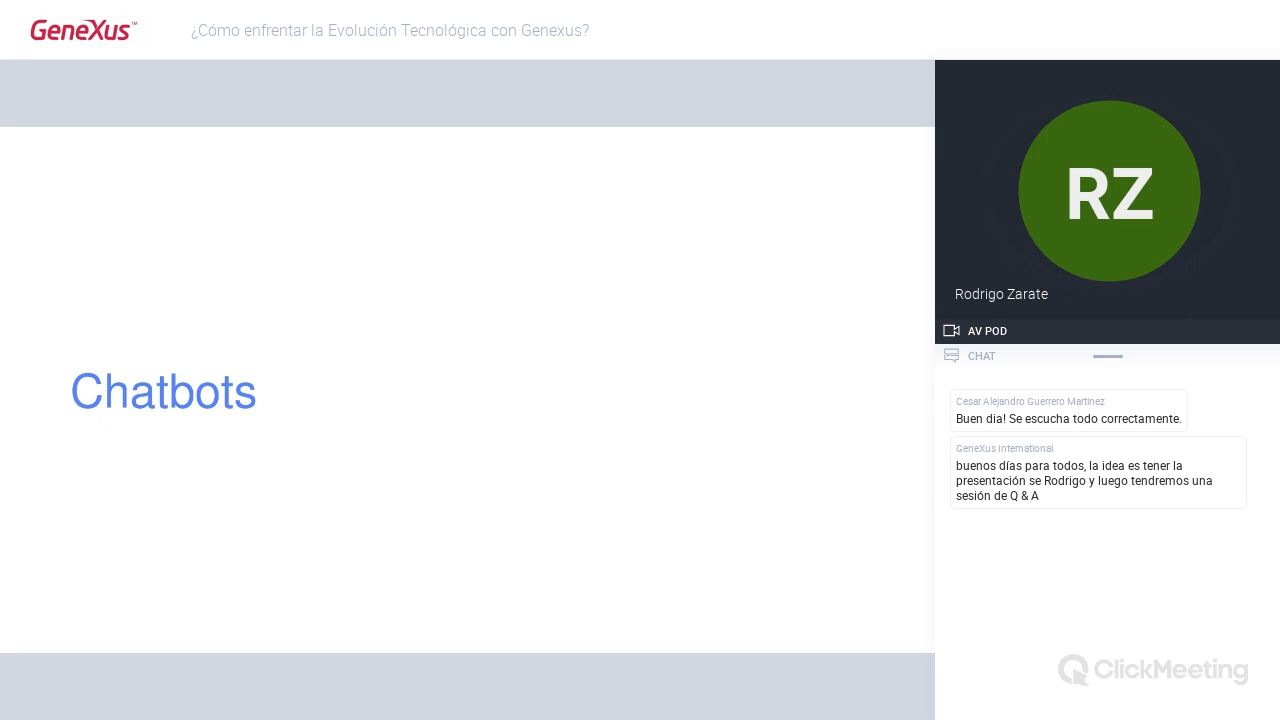 GeneXus™
¿Cómo enfrentar la Evolución Tecnológica con Genexus?
Chatbots
RZ
Rodrigo Zarate
AV POD
CHAT
Cesar Alejandro Guerrero Martinez
Buen dia! Se escucha todo correctamente.
GeneXus International
buenos días para todos, la idea es tener la
presentación se Rodrigo y luego tendremos una
sesión de Q & A
ClickMeeting